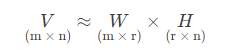 V ≈ W × H
(m × n) (m × r) (r × n)